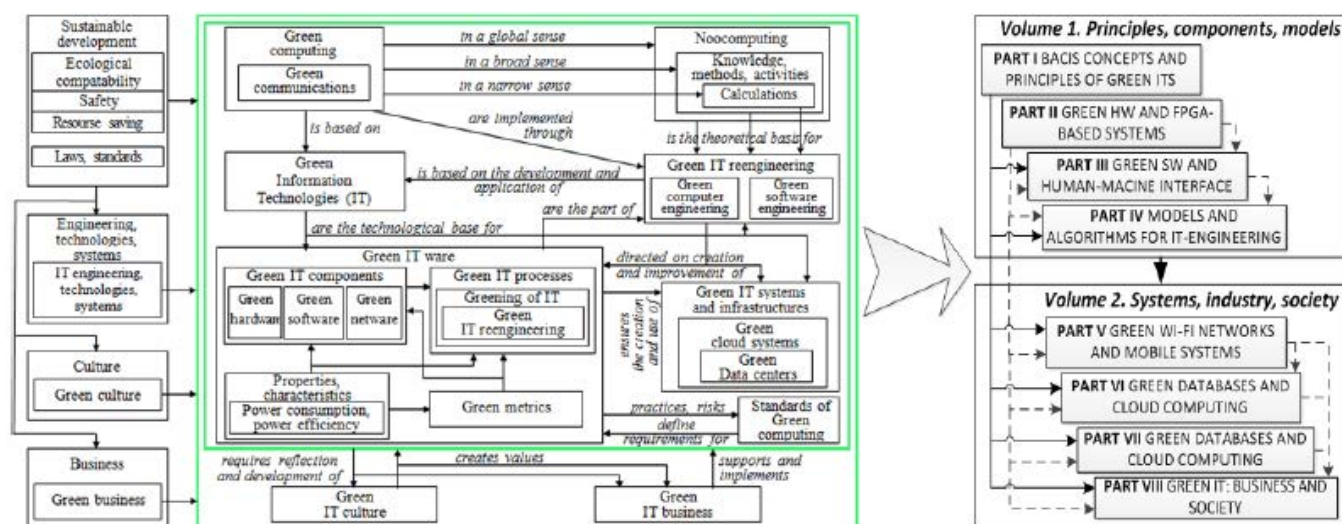 Sustainable
development
Ecological
compatability
Safety
Resourse saving
Laws, standards
Engineering,
technologies,
systems
IT engineering,
technologies,
systems
Culture
Green culture
Business
Green business
Green
computing
Green
communications
in a global sense
in a broad sense
in a narrow sense
Noocomputing
Knowledge,
methods, activities
Calculations
is based on
are implemented
through
is the theoretical basis for
Green
Information
Technologies (IT)
is based on the development and
application of
Green IT reengineering
Green
computer
engineering
Green
software
engineering
are the part of
are the technological base for
Green IT ware
Green IT components
Green
hardware
Green
software
Green
netware
Green IT processes
Greening of IT
Green
IT reengineering
directed on creation
and improvement of
ensures
the creation
and use of
Green IT systems
and infrastructures
Green
cloud systems
Green
Data centers
Properties,
characteristics
Power consumption,
power efficiency
Green metrics
practices, risks
define
requirements for
Standards of
Green
computing
requires reflection
and development of
creates values
supports and
implements
Green
IT culture
Green
IT business
Volume 1. Principles, components, models
PART I BACIS CONCEPTS AND
PRINCIPLES OF GREEN ITS
PART II GREEN HW AND FPGA-
BASED SYSTEMS
PART III GREEN SW AND
HUMAN-MACINE INTERFACE
PART IV MODELS AND
ALGORITHMS FOR IT-ENGINEERING
Volume 2. Systems, industry, society
PART V GREEN WI-FI NETWORKS
AND MOBILE SYSTEMS
PART VI GREEN DATABASES AND
CLOUD COMPUTING
PART VII GREEN DATABASES AND
CLOUD COMPUTING
PART VIII GREEN IT: BUSINESS AND
SOCIETY